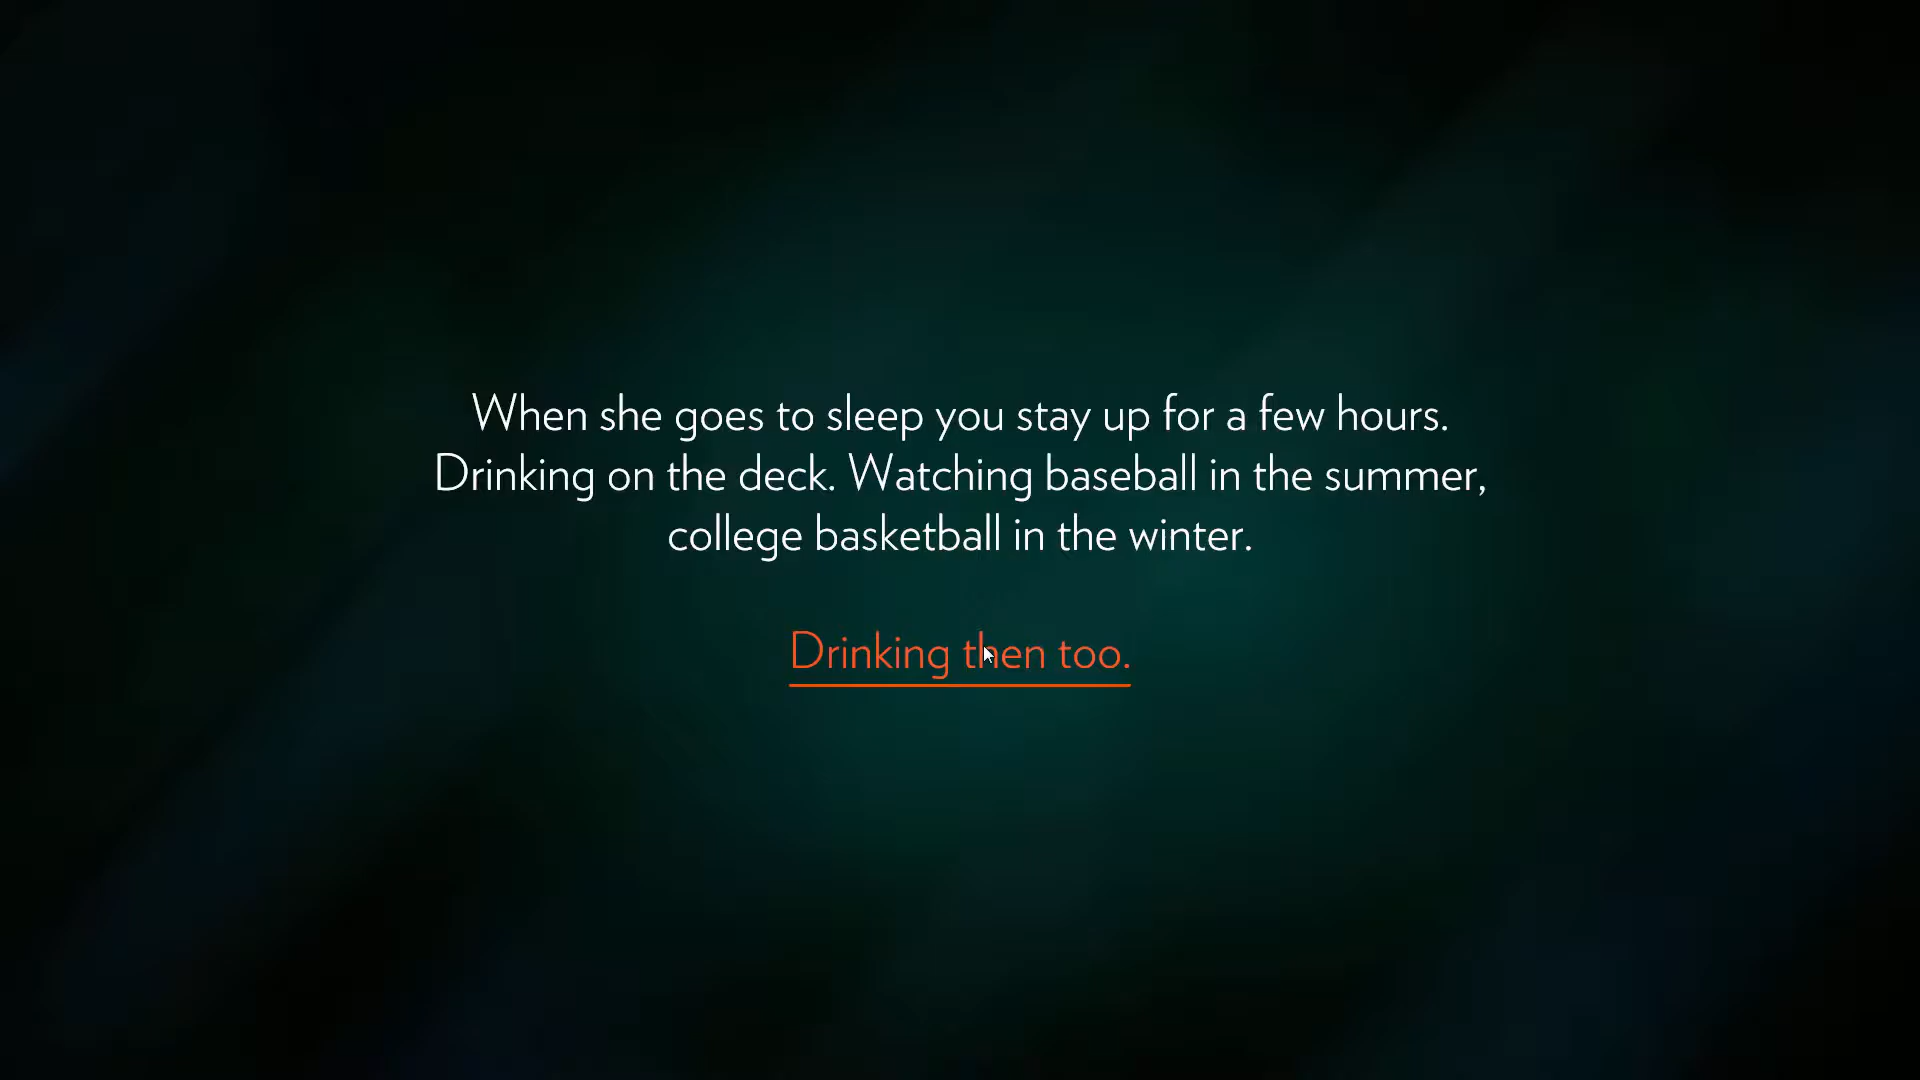 When she goes to sleep you stay up for a few hours.
Drinking on the deck. Watching baseball in the summer,
college basketball in the winter.
Drinking then too.